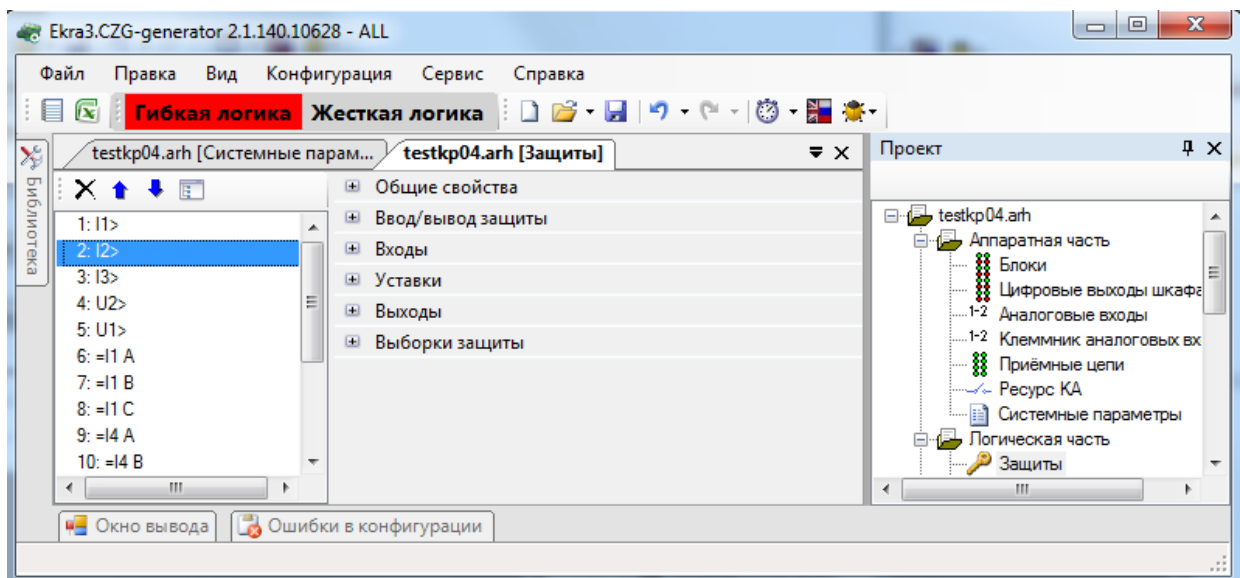 Ekra3.CZG-generator 2.1.140.10628 - ALL
Файл Правка Вид Конфигурация Сервис Справка
Гибкая логика Жесткая логика
Библиотека
testkp04.arh [Системные парам... testkp04.arh [Защиты]
1: I1>
2: I2>
3: I3>
4: U2>
5: U1>
6: =I1 A
7: =I1 B
8: =I1 C
9: =I4 A
10: =I4 B
Общие свойства
Ввод/вывод защиты
Входы
Уставки
Выходы
Выборки защиты
Проект
testkp04.arh
Аппаратная часть
Блоки
Цифровые выходы шкафа
1-2 Аналоговые входы
1-2 Клеммник аналоговых вх
Приёмные цепи
Ресурс КА
Системные параметры
Логическая часть
Защиты
Окно вывода Ошибки в конфигурации